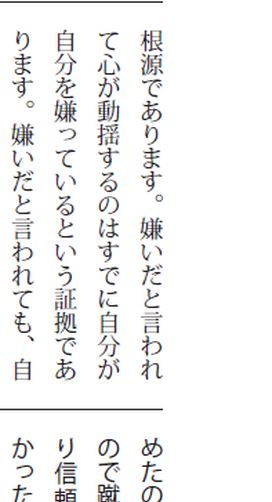 根源であります。嫌いだと言われ
て心が動揺するのはすでに自分が
自分を嫌っているという証拠であ
ります。嫌いだと言われても、自
めたの
ので蹴
り信頼
かった